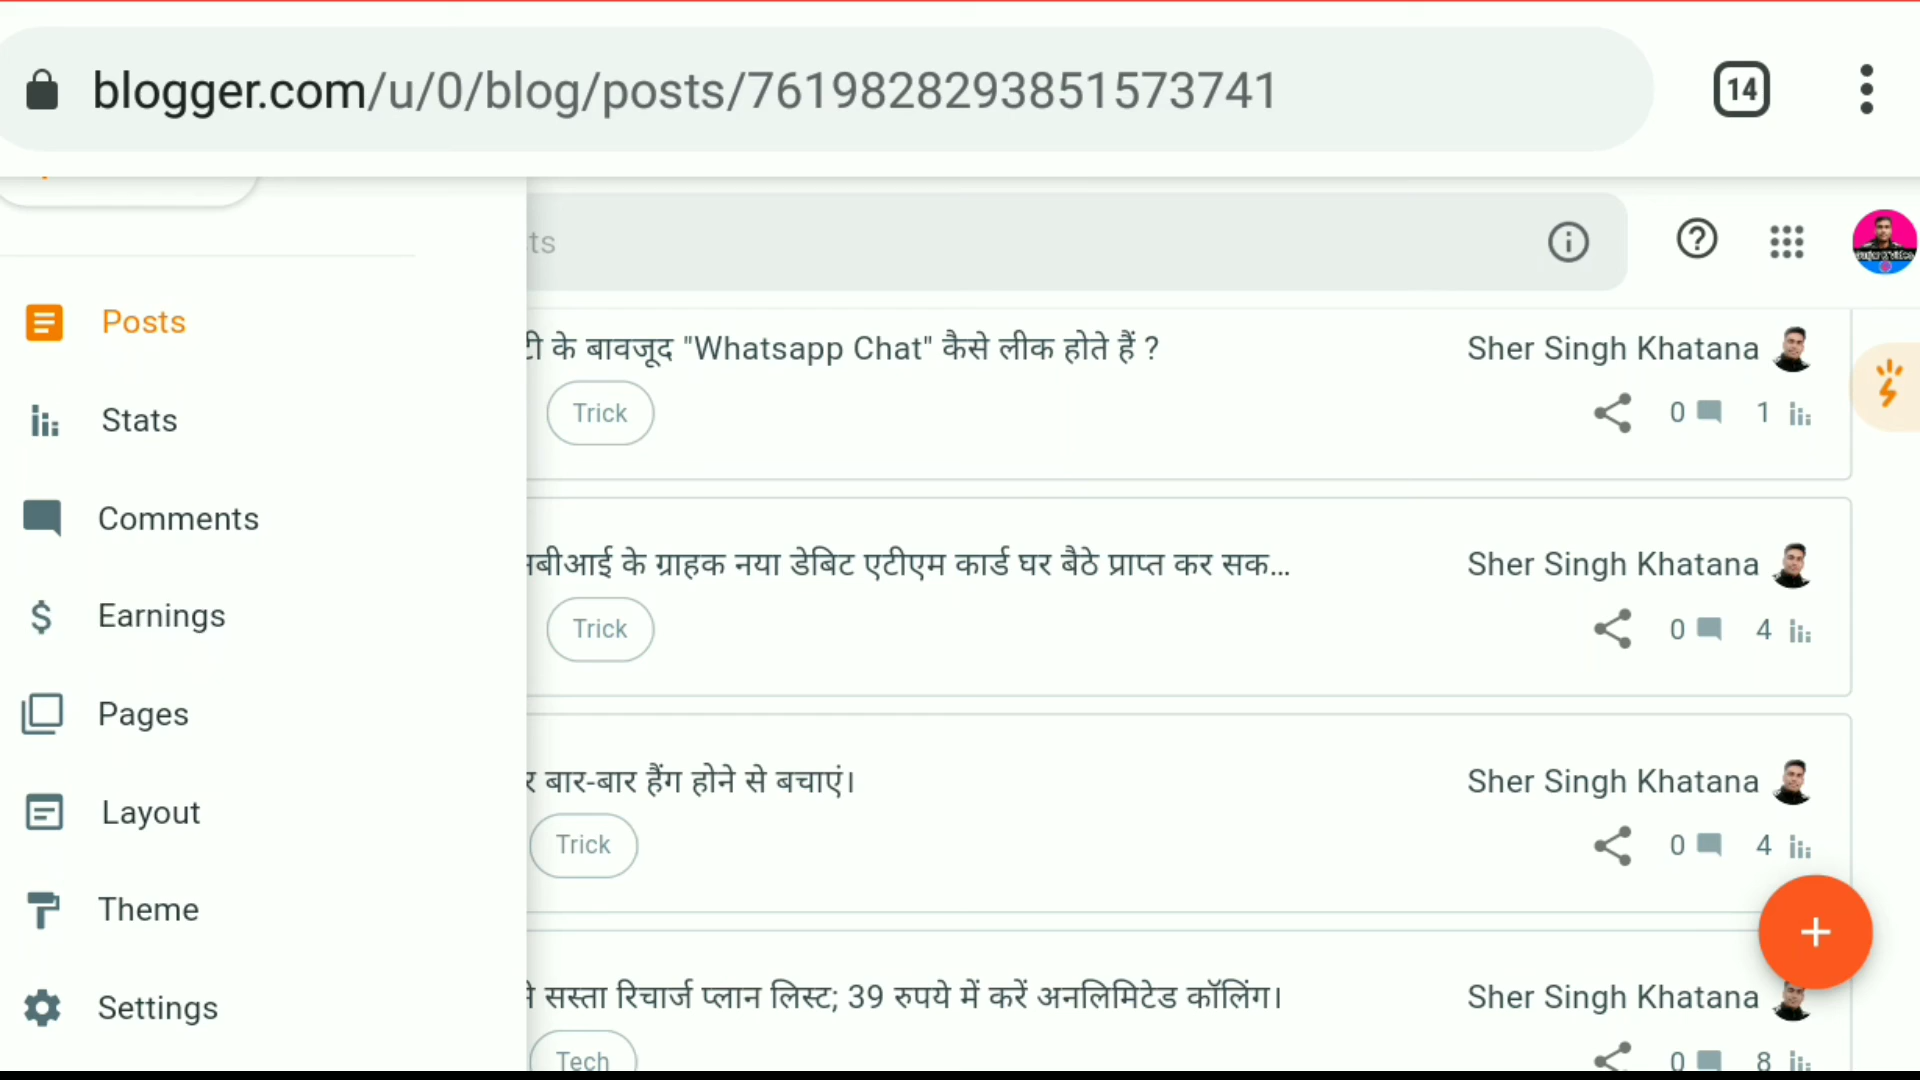 blogger.com/u/0/blog/posts/7619828293851573741
14
Posts
Stats
Comments
Earnings
Pages
Layout
Theme
Settings
के बावजूद "Whatsapp Chat" कैसे लीक होते हैं ?
Sher Singh Khatana
Trick
0
1
के ग्राहक नया डेबिट एटीएम कार्ड घर बैठे प्राप्त कर सक...
Sher Singh Khatana
Trick
0
4
बार-बार हैंग होने से बचाएं।
Sher Singh Khatana
Trick
0
4
सस्ता रिचार्ज प्लान लिस्ट; 39 रुपये में करें अनलिमिटेड कॉलिंग।
Sher Singh Khatana
Tech
0
8